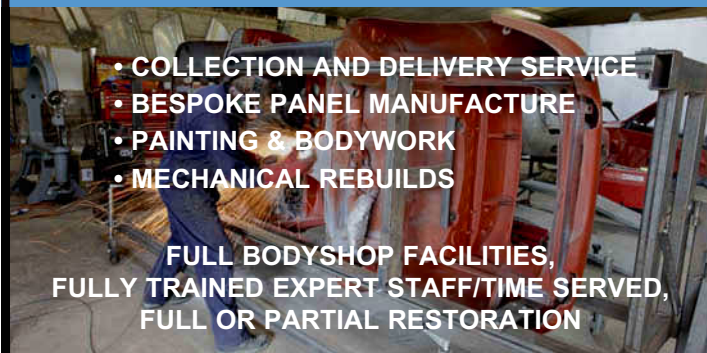 • COLLECTION AND DELIVERY SERVICE
• BESPOKE PANEL MANUFACTURE
• PAINTING & BODYWORK
• MECHANICAL REBUILDS
FULL BODYSHOP FACILITIES,
FULLY TRAINED EXPERT STAFF/TIME SERVED,
FULL OR PARTIAL RESTORATION